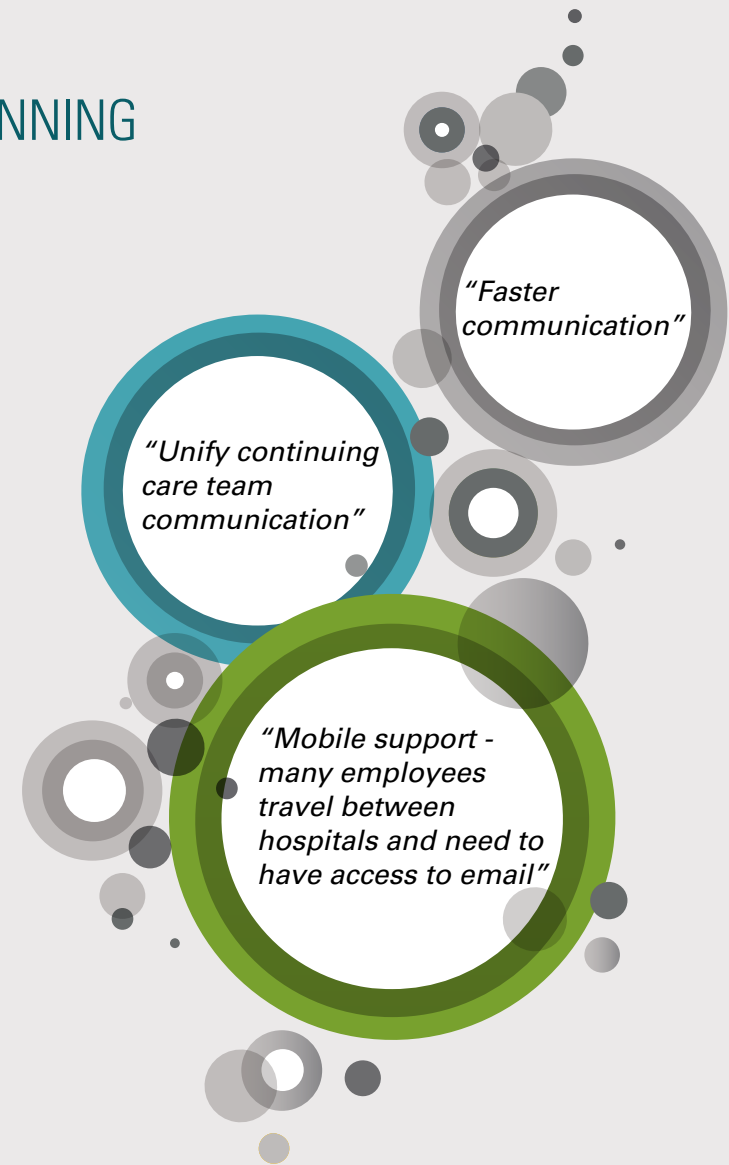 NNING
“Faster
communication”
“Unify continuing
care team
communication”
“Mobile support -
many employees
travel between
hospitals and need to
have access to email”